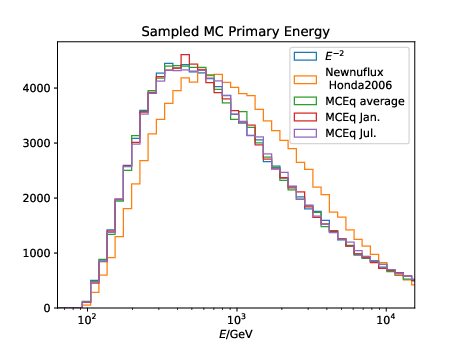 Sampled MC Primary Energy
E⁻²
Newnuflux
Honda2006
MCEq average
MCEq Jan.
MCEq Jul.
4000
3000
2000
1000
0
10² 10³ 10⁴
E/GeV